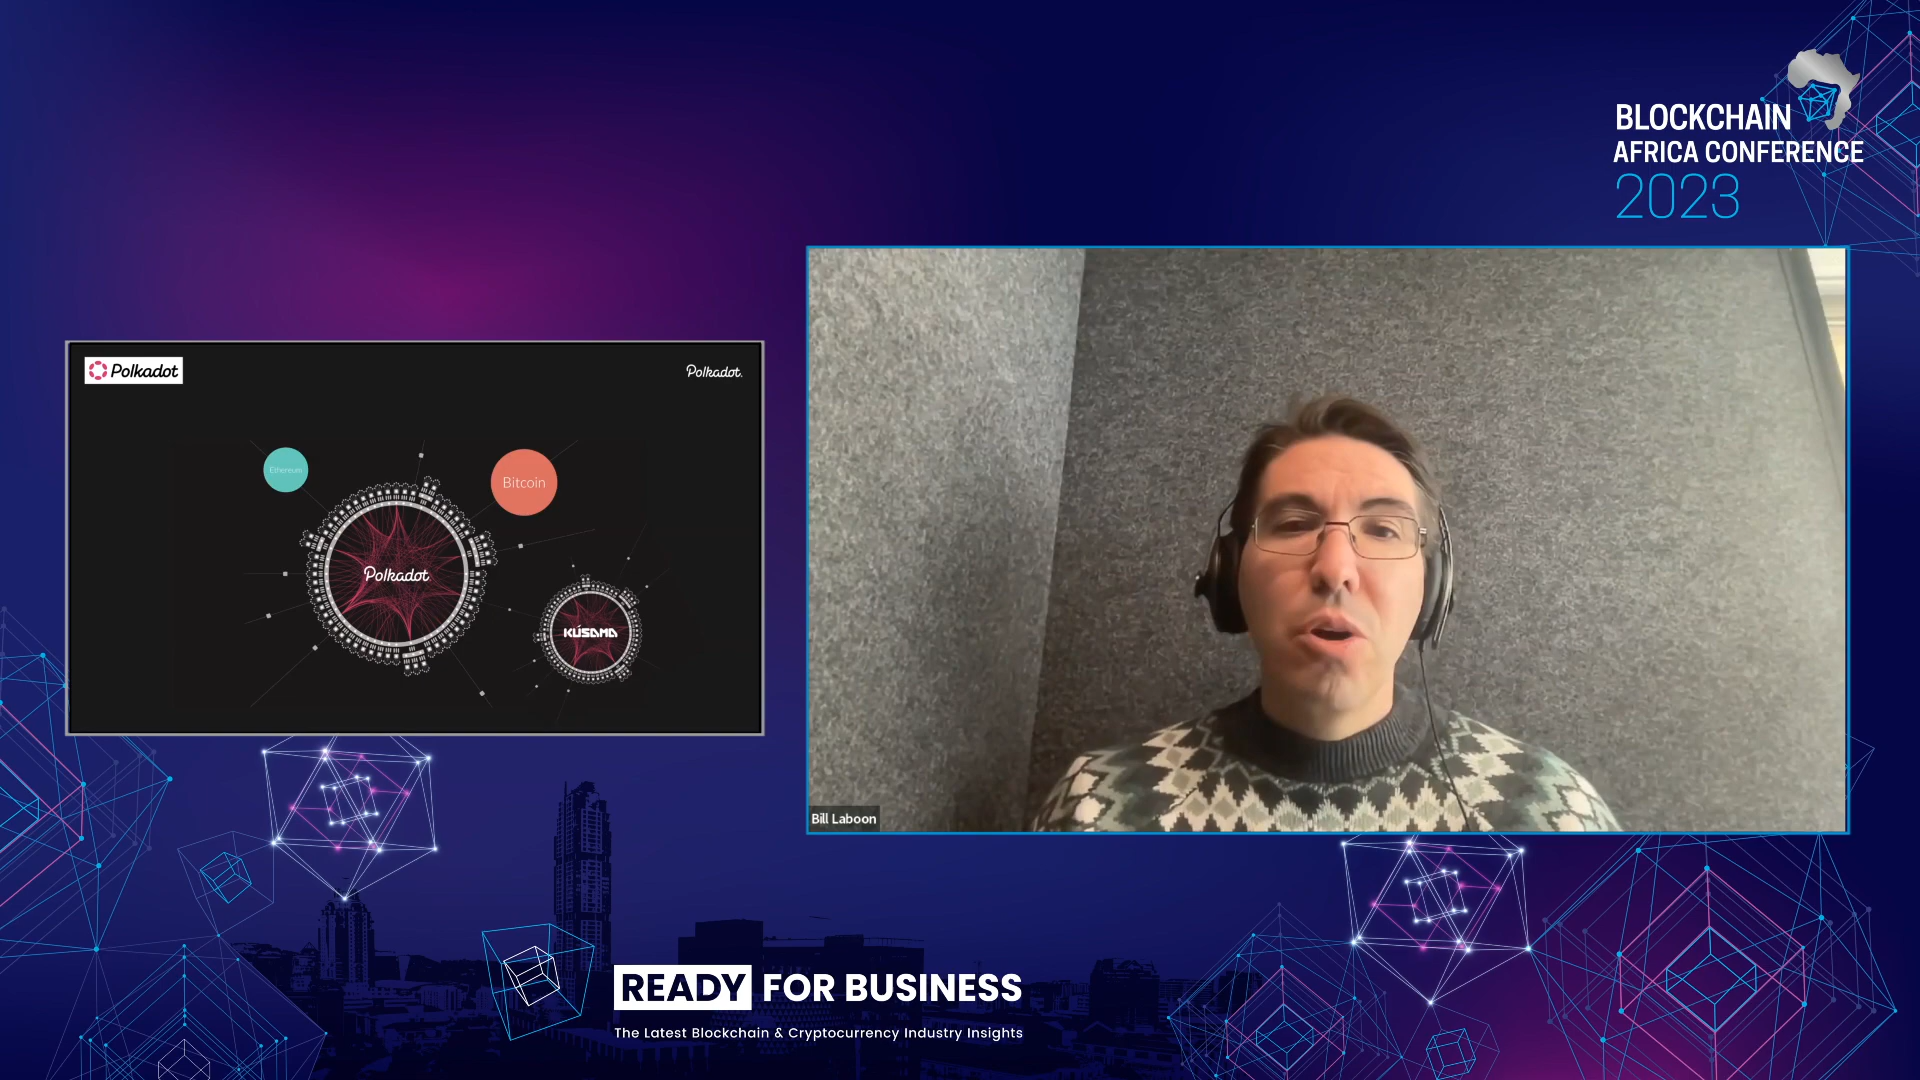 BLOCKCHAIN
AFRICA CONFERENCE
2023
Polkadot
Polkadot.
Ethereum
Bitcoin
Polkadot
KUSAMA
Bill Laboon
READY FOR BUSINESS
The Latest Blockchain & Cryptocurrency Industry Insights